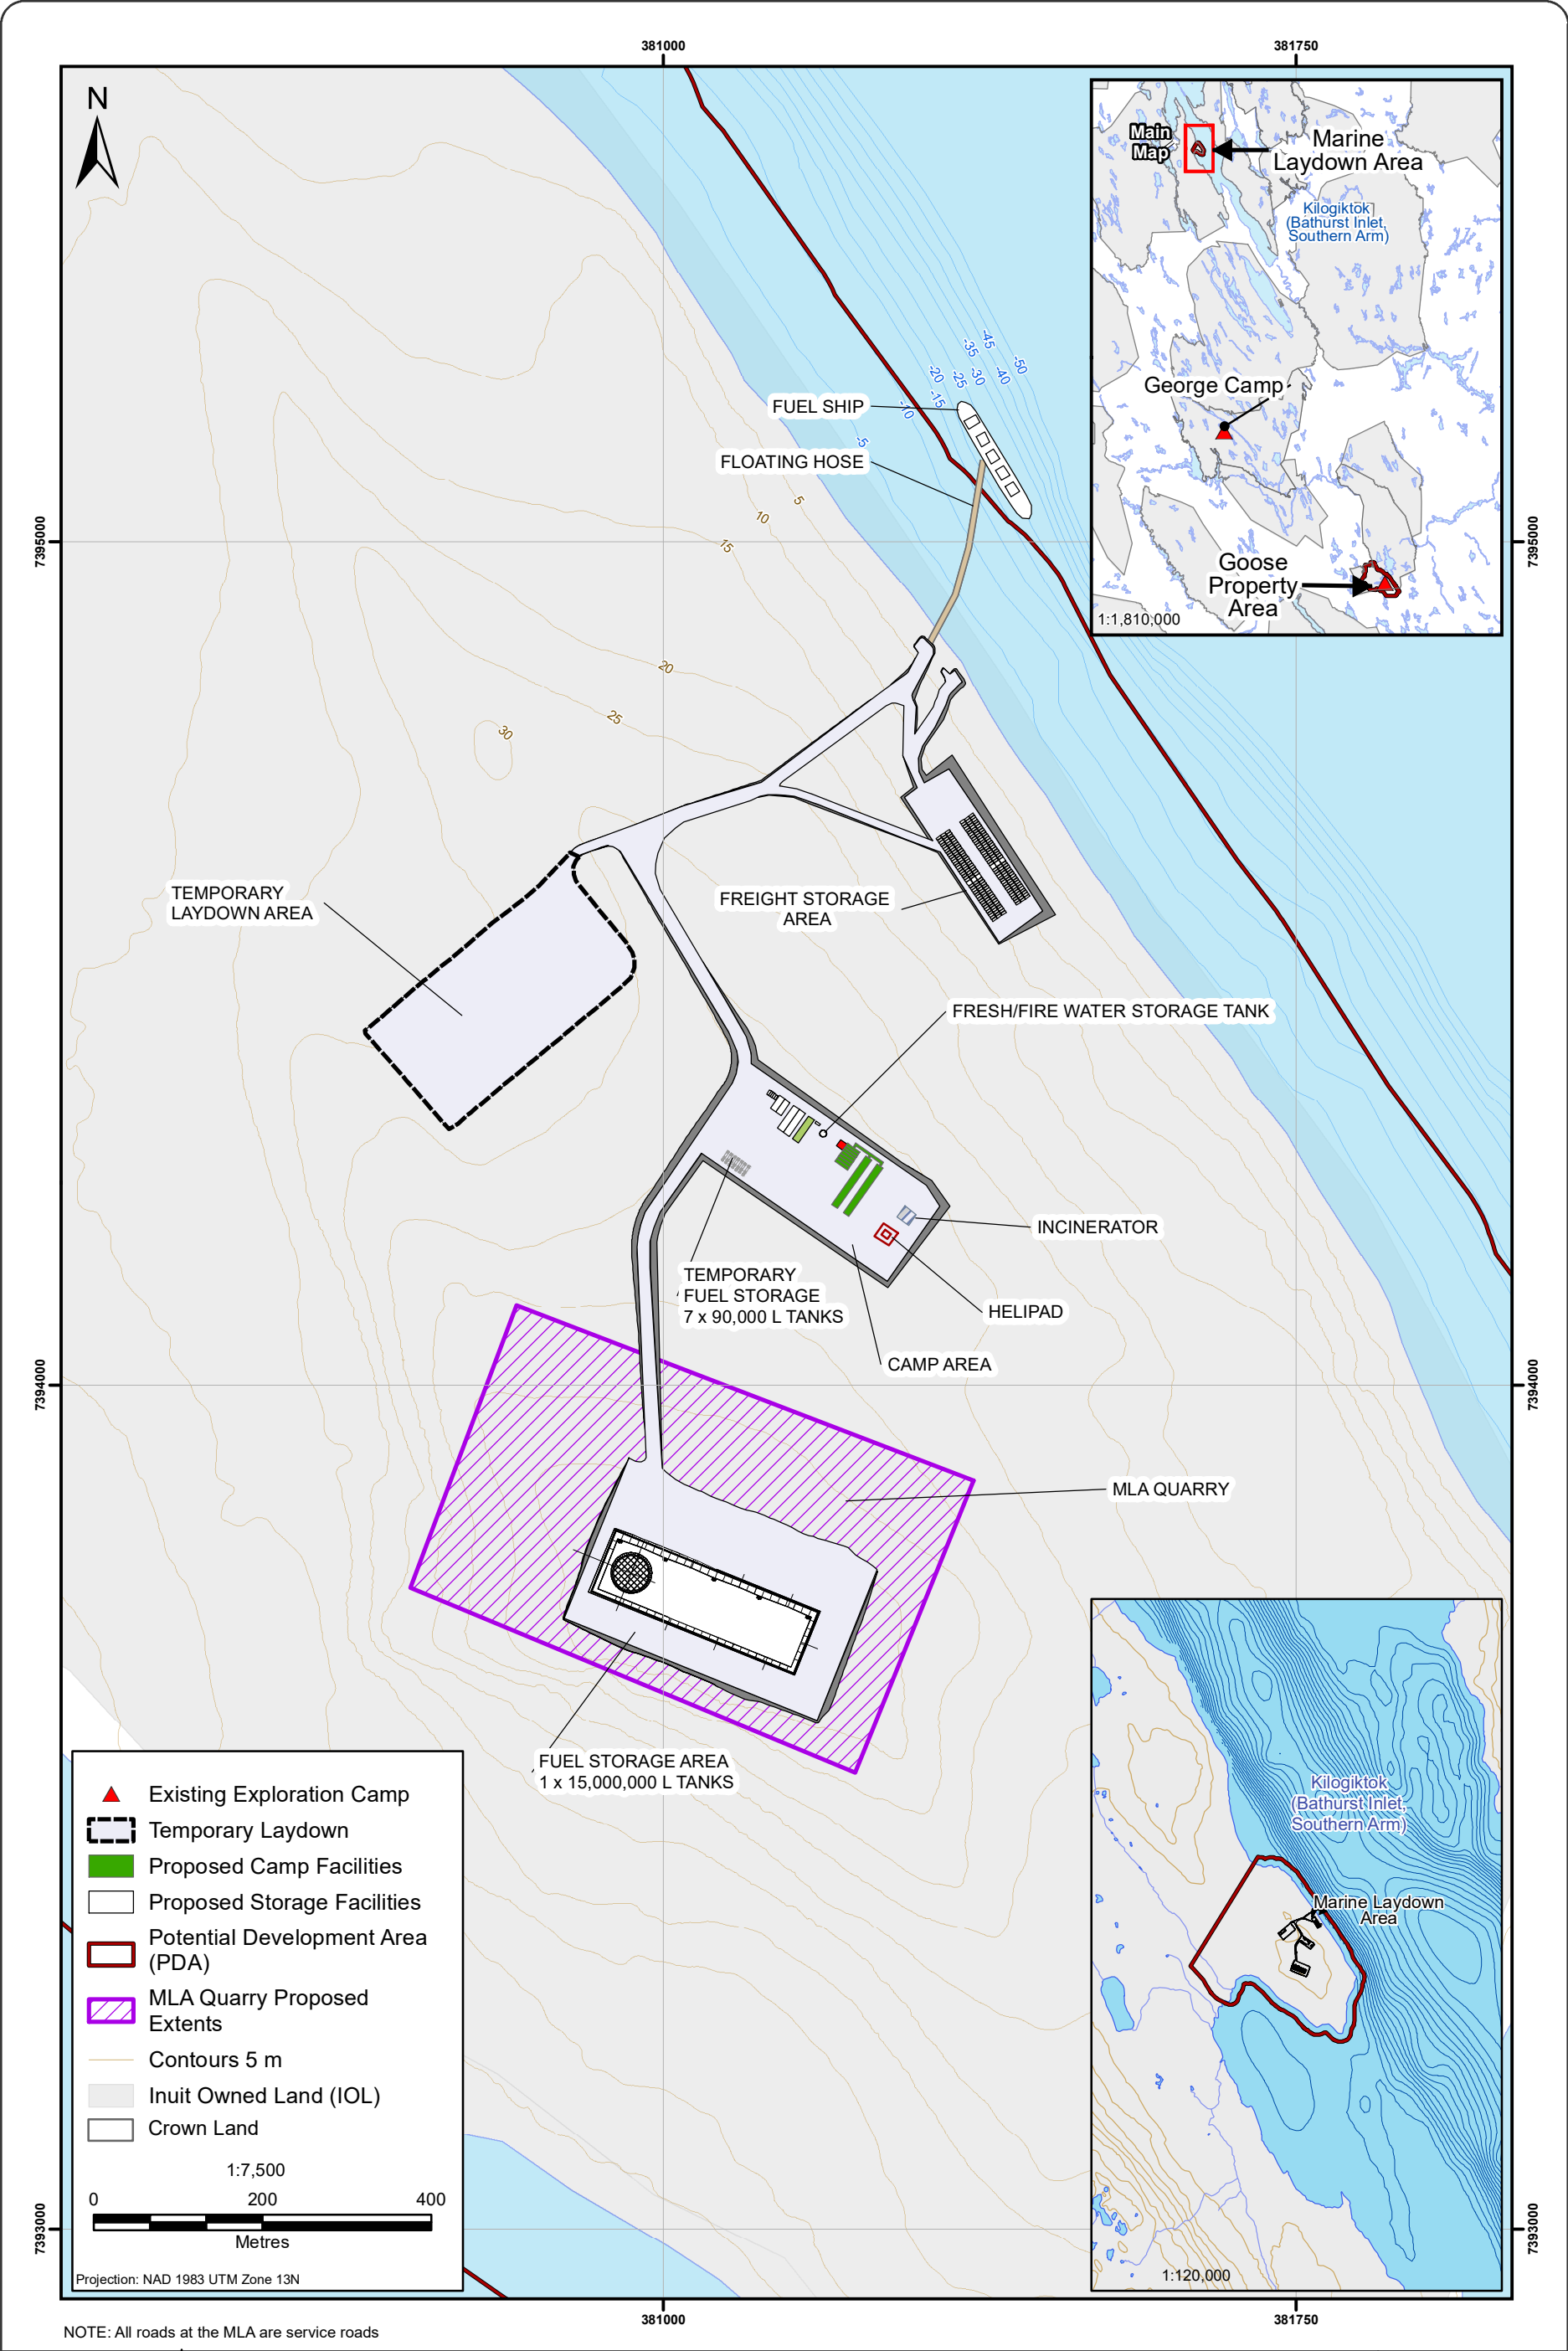 381000
381750
N
Main
Map
Marine
Laydown Area
Kilogiktok
(Bathurst Inlet,
Southern Arm)
George Camp
Goose
Property
Area
1:1,810,000
-45
-35
-50
-20
-25
-30
-40
-15
-10
-5
FUEL SHIP
FLOATING HOSE
5
10
15
7395000
7395000
20
25
30
TEMPORARY
LAYDOWN AREA
FREIGHT STORAGE
AREA
FRESH/FIRE WATER STORAGE TANK
INCINERATOR
TEMPORARY
FUEL STORAGE
7 x 90,000 L TANKS
HELIPAD
CAMP AREA
7394000
7394000
MLA QUARRY
FUEL STORAGE AREA
1 x 15,000,000 L TANKS
Existing Exploration Camp
Temporary Laydown
Proposed Camp Facilities
Proposed Storage Facilities
Potential Development Area
(PDA)
MLA Quarry Proposed
Extents
Contours 5 m
Inuit Owned Land (IOL)
Crown Land
1:7,500
0 200 400
Metres
Projection: NAD 1983 UTM Zone 13N
Kilogiktok
(Bathurst Inlet,
Southern Arm)
Marine Laydown
Area
1:120,000
7393000
7393000
381000
381750
NOTE: All roads at the MLA are service roads